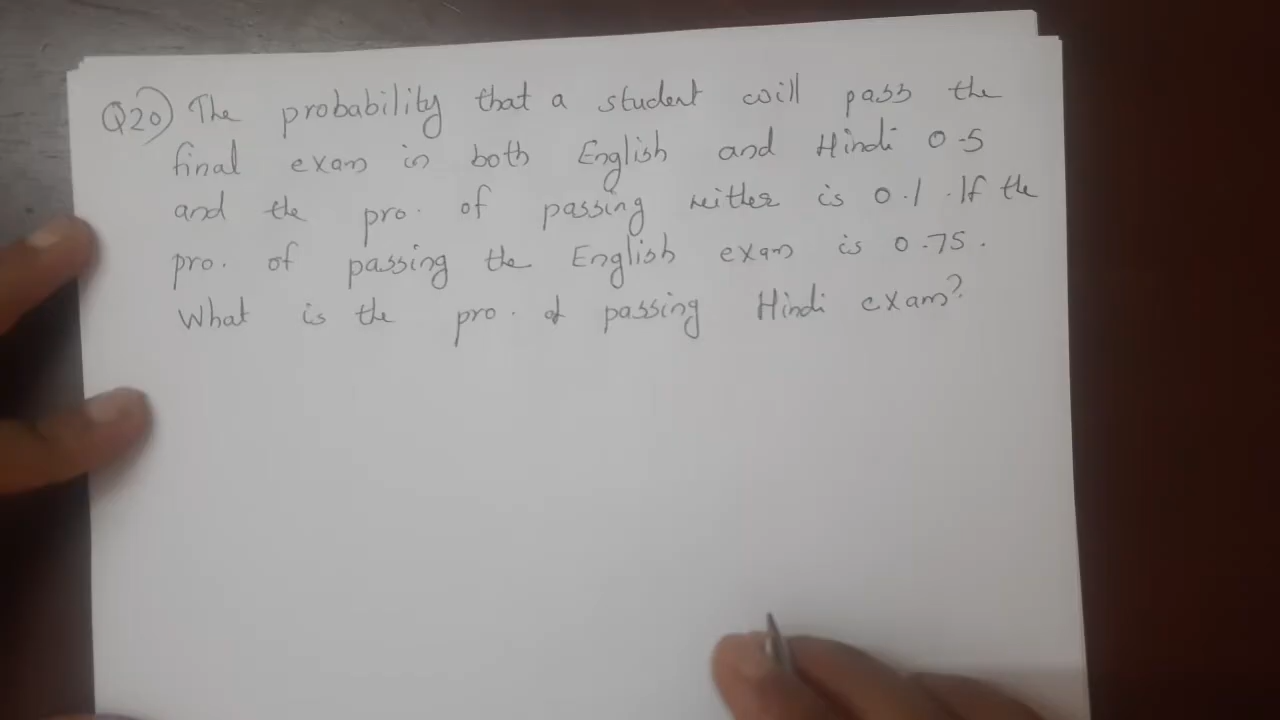 Q20) The probability that a student will pass the
final exam in both English and Hindi 0.5
and the pro. of passing neither is 0.1. If the
pro. of passing the English exam is 0.75.
What is the pro. of passing Hindi exam?